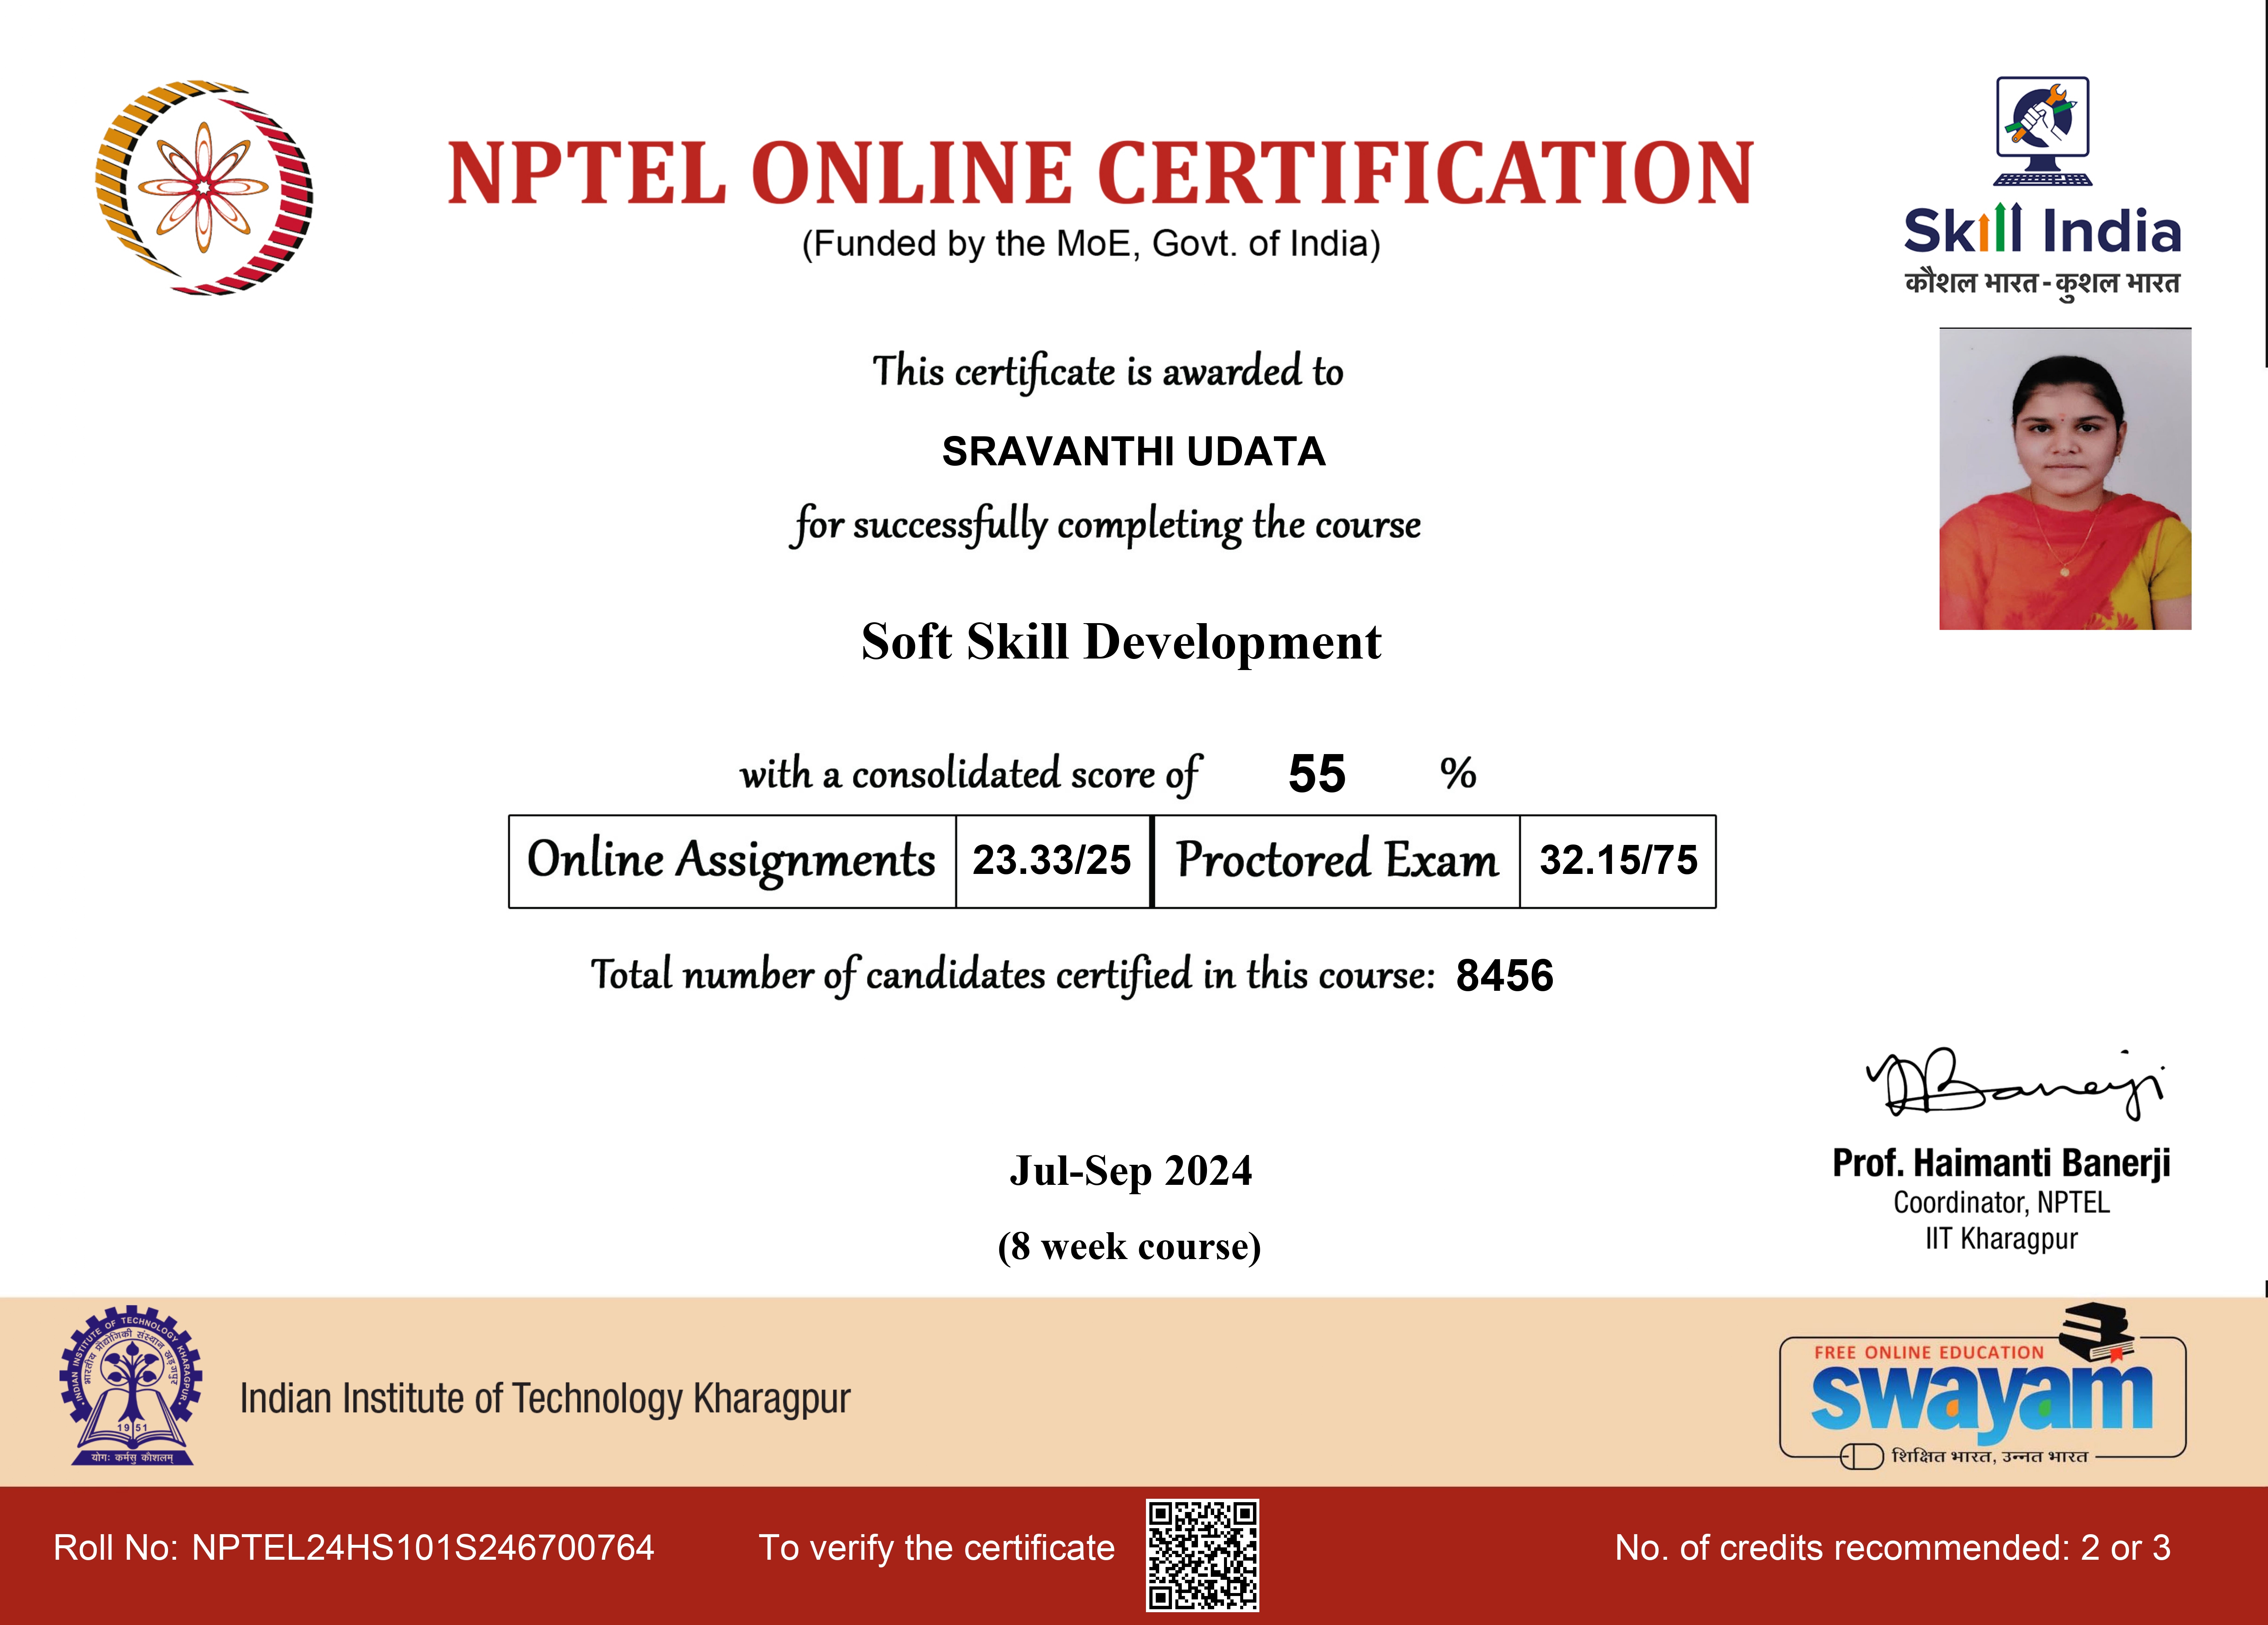 NPTEL ONLINE CERTIFICATION
(Funded by the MoE, Govt. of India)
Skill India
कौशल भारत - कुशल भारत
This certificate is awarded to
SRAVANTHI UDATA
for successfully completing the course
Soft Skill Development
with a consolidated score of 55 %
Online Assignments 23.33/25 Proctored Exam 32.15/75
Total number of candidates certified in this course: 8456
Banerji
Prof. Haimanti Banerji
Coordinator, NPTEL
IIT Kharagpur
Jul-Sep 2024
(8 week course)
INDIAN INSTITUTE OF TECHNOLOGY KHARAGPUR
भारतीय प्रौद्योगिकी संस्थान खड़गपुर
1951
योगः कर्मसु कौशलम्
Indian Institute of Technology Kharagpur
FREE ONLINE EDUCATION
swayam
शिक्षित भारत, उन्नत भारत
Roll No: NPTEL24HS101S246700764
To verify the certificate
No. of credits recommended: 2 or 3